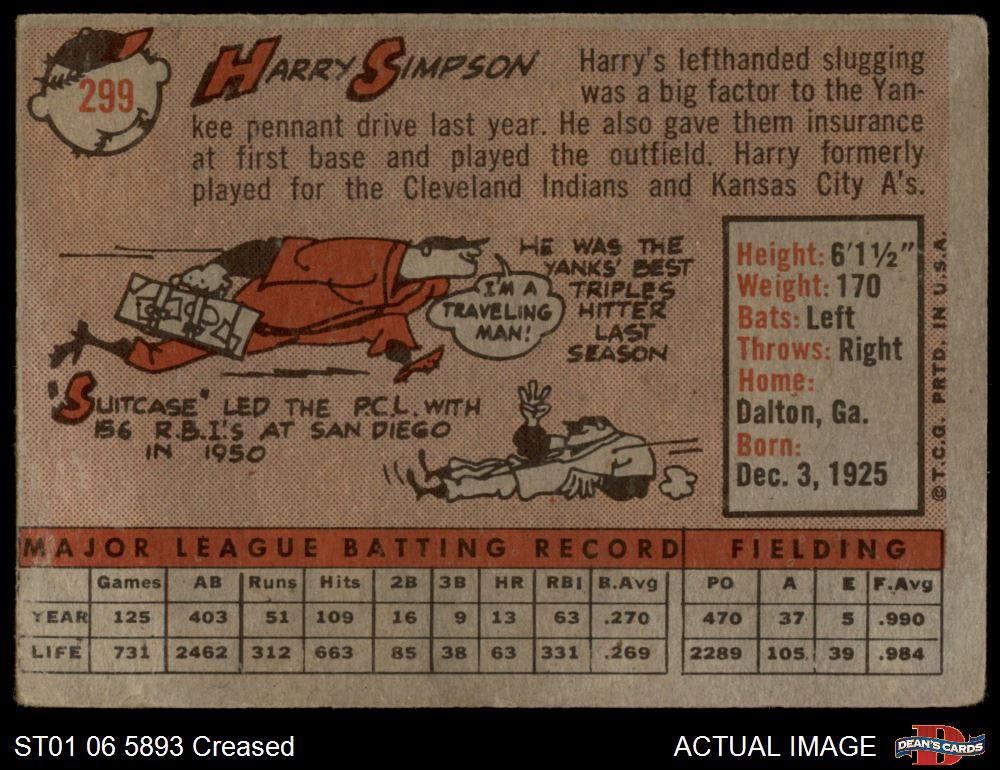 299
HARRY SIMPSON
Harry's lefthanded slugging
was a big factor to the Yan-
kee pennant drive last year. He also gave them insurance
at first base and played the outfield. Harry formerly
played for the Cleveland Indians and Kansas City A's.
HE WAS THE
YANKS' BEST
TRIPLES
HITTER
LAST
SEASON
I'M A
TRAVELING
MAN!
"SUITCASE" LED THE P.C.L. WITH
156 R.B.I'S AT SAN DIEGO
IN 1950
Height: 6'1½"
Weight: 170
Bats: Left
Throws: Right
Home:
Dalton, Ga.
Born:
Dec. 3, 1925
© T.C.G. PRTD. IN U.S.A.
MAJOR LEAGUE BATTING RECORD FIELDING
Games AB Runs Hits 2B 3B HR RBI B.Avg PO A E F.Avg
YEAR 125 403 51 109 16 9 13 63 .270 470 37 5 .990
LIFE 731 2462 312 663 85 38 63 331 .269 2289 105 39 .984
ST01 06 5893 Creased
ACTUAL IMAGE
DEAN'S CARDS